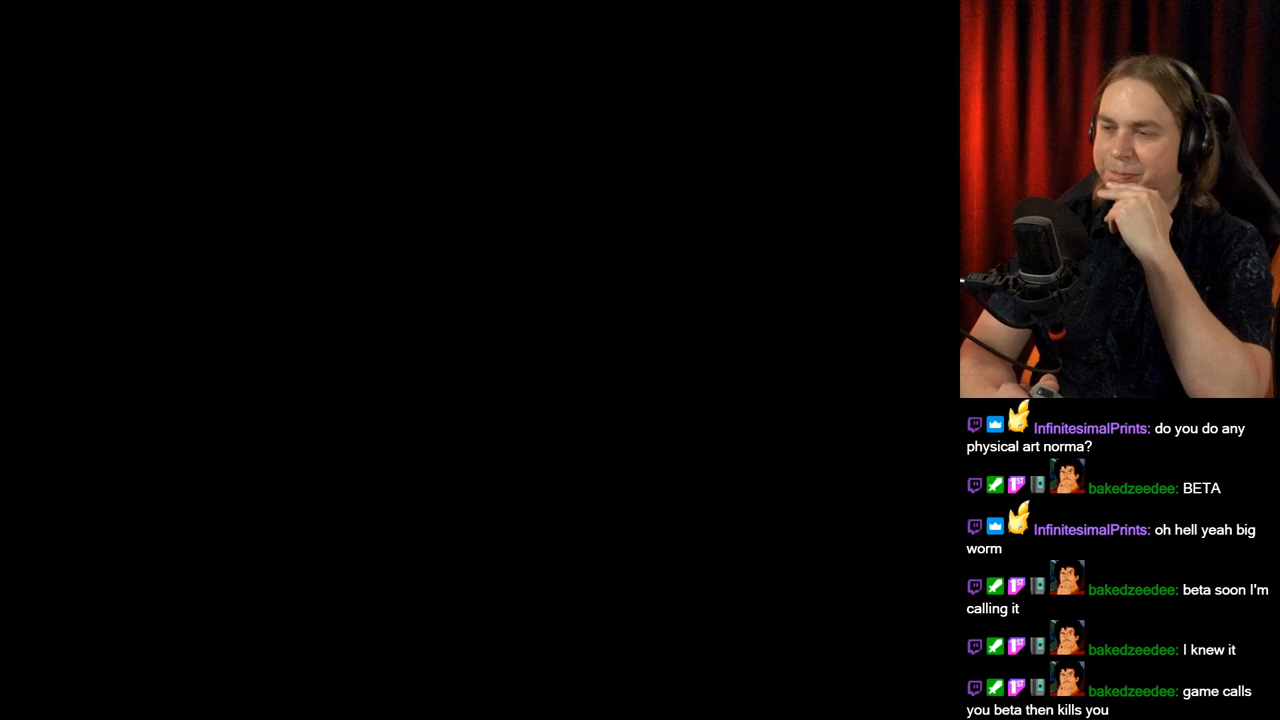 InfinitesimalPrints: do you do any
physical art norma?
bakedzeedee: BETA
InfinitesimalPrints: oh hell yeah big
worm
bakedzeedee: beta soon I'm
calling it
bakedzeedee: I knew it
bakedzeedee: game calls
you beta then kills you